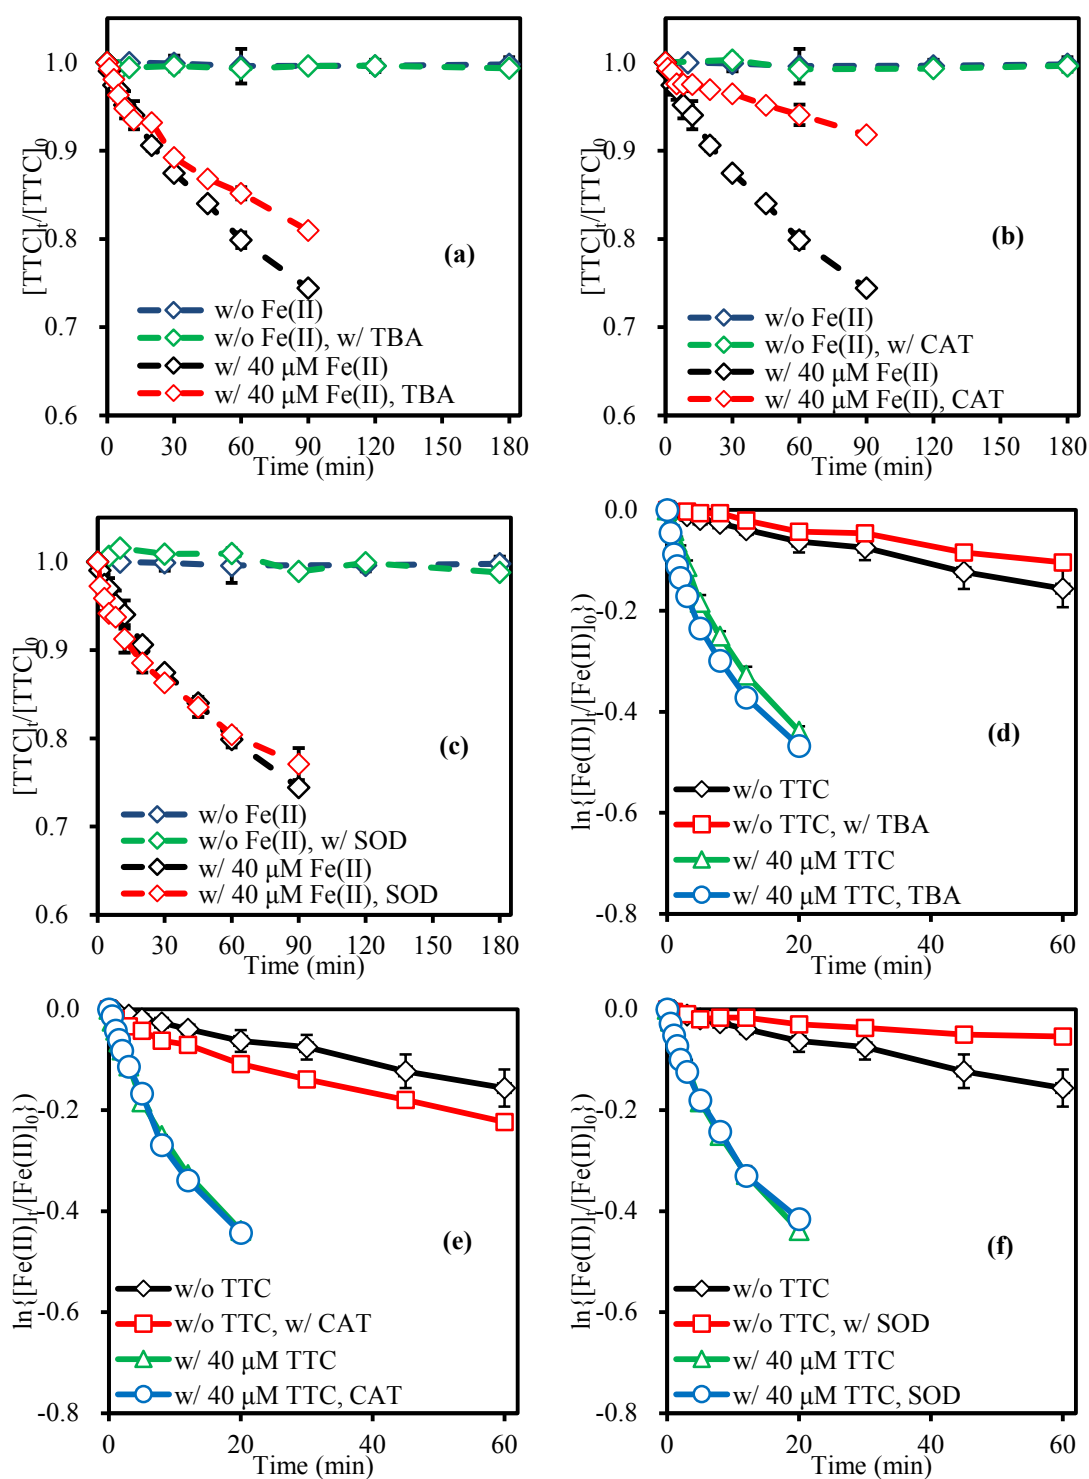 1.0
0.9
0.8
0.7
0.6
[TTC]t/[TTC]0
(a)
w/o Fe(II)
w/o Fe(II), w/ TBA
w/ 40 μM Fe(II)
w/ 40 μM Fe(II), TBA
0 30 60 90 120 150 180
Time (min)
1.0
0.9
0.8
0.7
0.6
[TTC]t/[TTC]0
(b)
w/o Fe(II)
w/o Fe(II), w/ CAT
w/ 40 μM Fe(II)
w/ 40 μM Fe(II), CAT
0 30 60 90 120 150 180
Time (min)
1.0
0.9
0.8
0.7
0.6
[TTC]t/[TTC]0
(c)
w/o Fe(II)
w/o Fe(II), w/ SOD
w/ 40 μM Fe(II)
w/ 40 μM Fe(II), SOD
0 30 60 90 120 150 180
Time (min)
0.0
-0.2
-0.4
-0.6
-0.8
ln{[Fe(II)]t/[Fe(II)]0})
(d)
w/o TTC
w/o TTC, w/ TBA
w/ 40 μM TTC
w/ 40 μM TTC, TBA
0 20 40 60
Time (min)
0.0
-0.2
-0.4
-0.6
-0.8
ln{[Fe(II)]t/[Fe(II)]0})
(e)
w/o TTC
w/o TTC, w/ CAT
w/ 40 μM TTC
w/ 40 μM TTC, CAT
0 20 40 60
Time (min)
0.0
-0.2
-0.4
-0.6
-0.8
ln{[Fe(II)]t/[Fe(II)]0})
(f)
w/o TTC
w/o TTC, w/ SOD
w/ 40 μM TTC
w/ 40 μM TTC, SOD
0 20 40 60
Time (min)